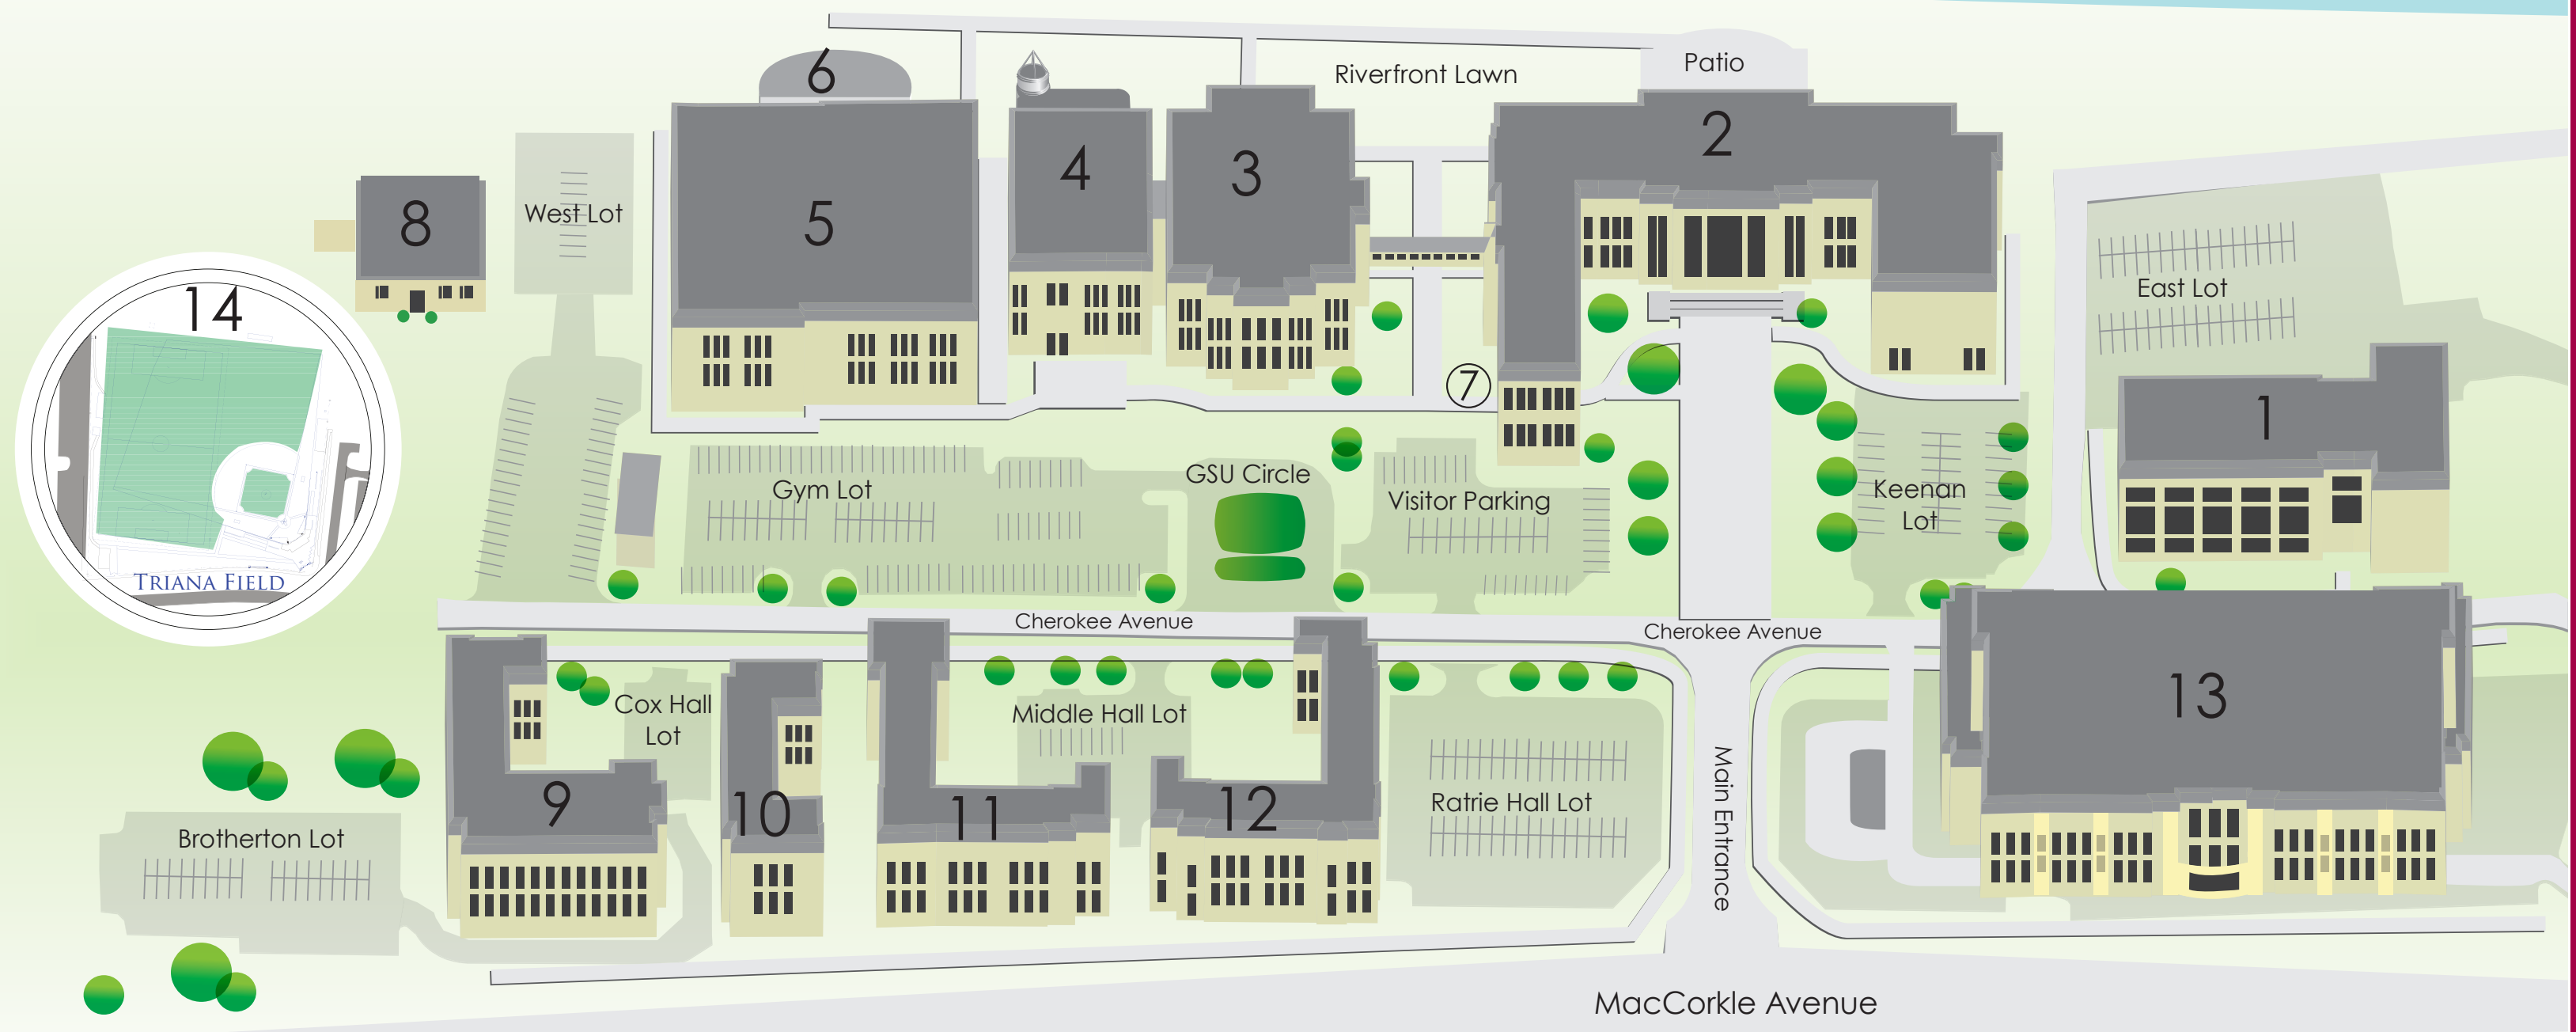 Patio
Riverfront Lawn
6
2
4
3
5
8
West Lot
East Lot
14
7
1
GSU Circle
Gym Lot
Visitor Parking
Keenan
Lot
TRIANA FIELD
Cherokee Avenue
Cherokee Avenue
13
Cox Hall
Lot
Middle Hall Lot
Main Entrance
9
10
11
12
Ratrie Hall Lot
Brotherton Lot
MacCorkle Avenue